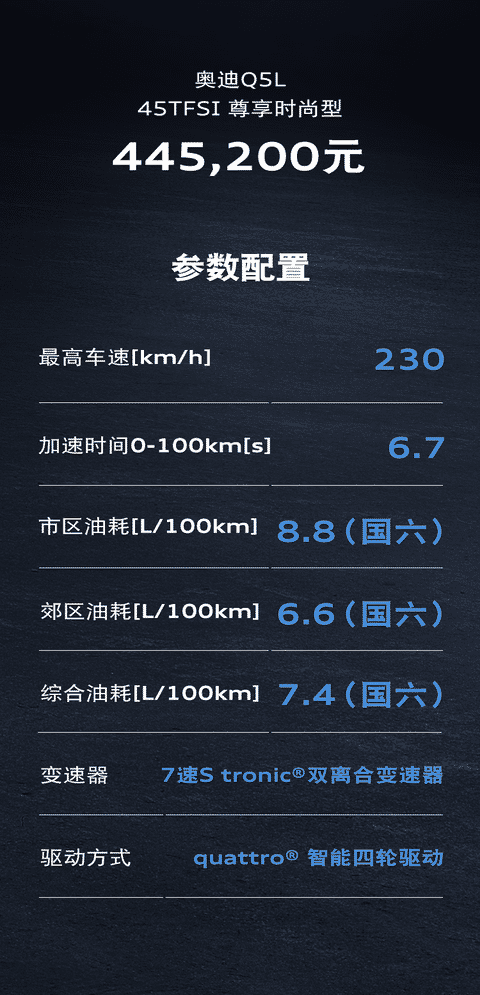 奥迪Q5L
45TFSI 尊享时尚型
445,200元
参数配置
最高车速[km/h] 230
加速时间0-100km[s] 6.7
市区油耗[L/100km] 8.8(国六)
郊区油耗[L/100km] 6.6(国六)
综合油耗[L/100km] 7.4(国六)
变速器 7速S tronic®双离合变速器
驱动方式 quattro® 智能四轮驱动